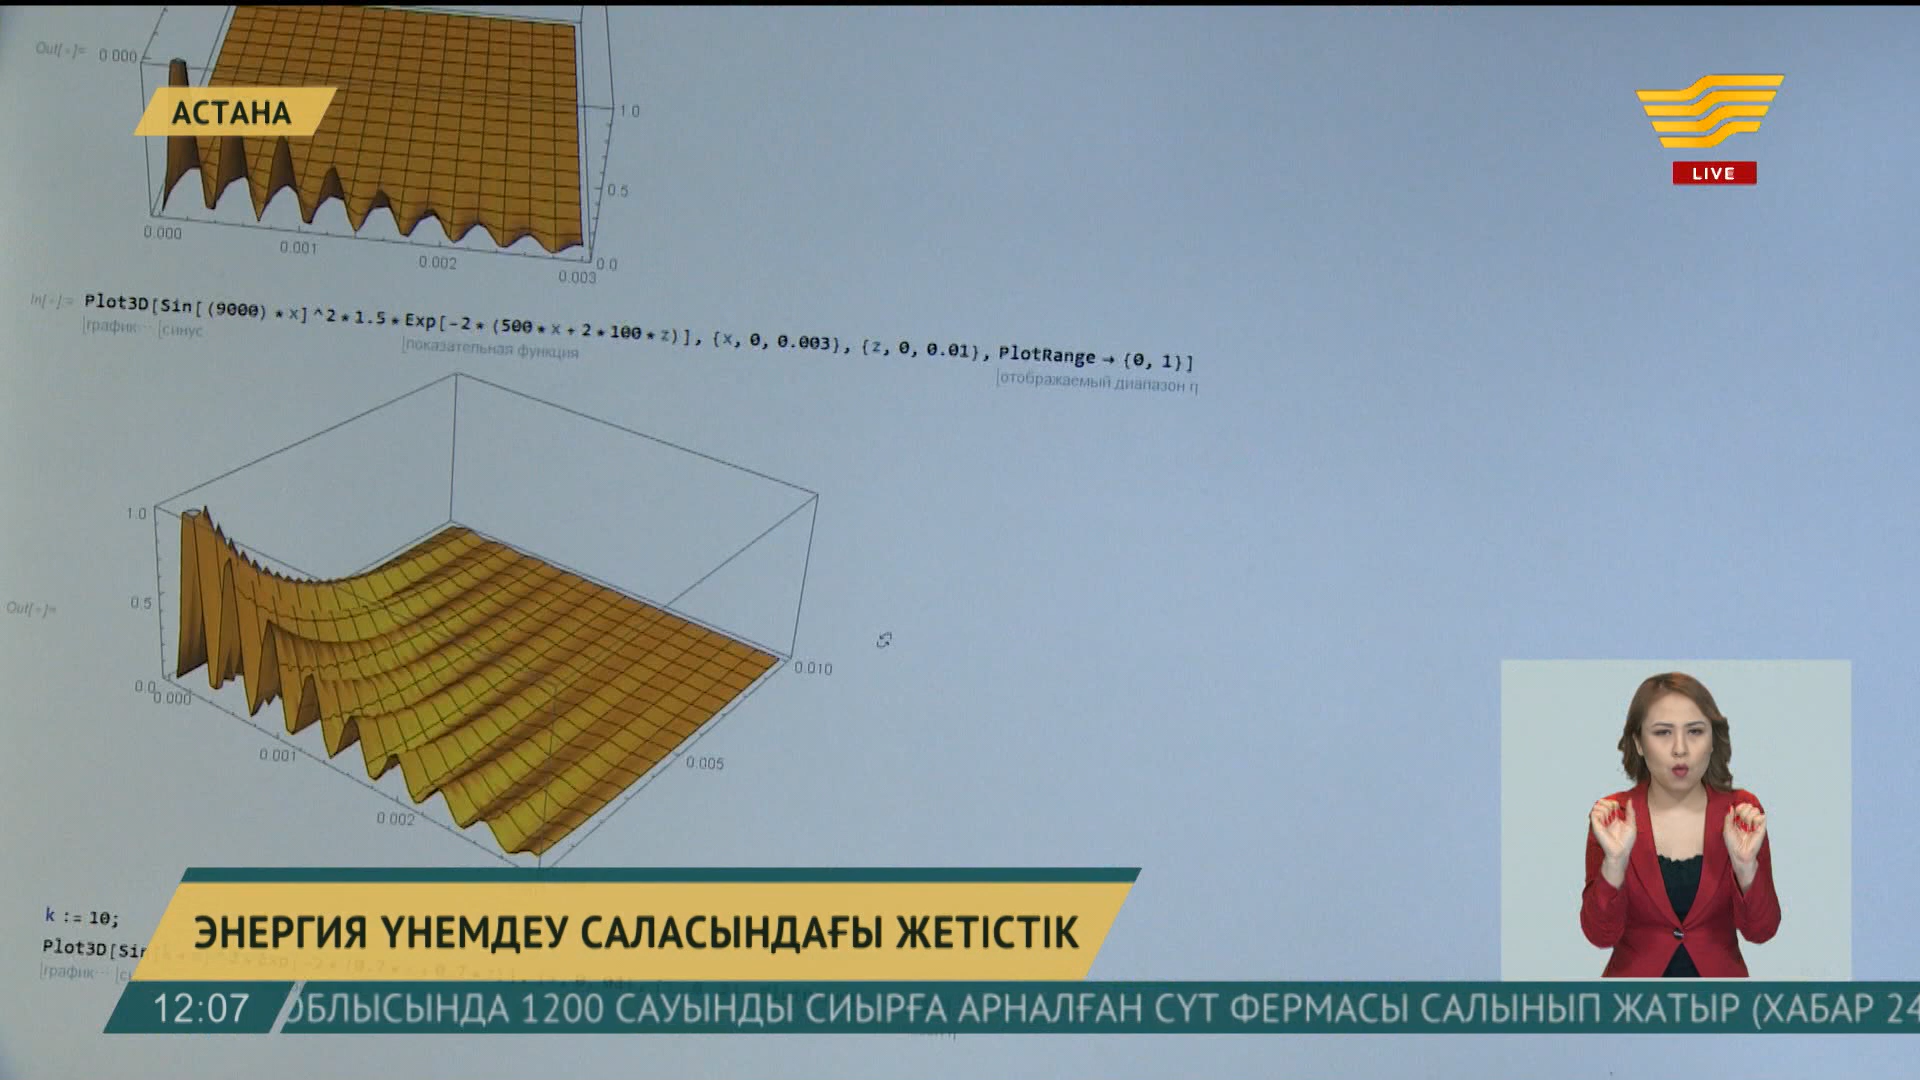 Out[-]=
0.000
АСТАНА
LIVE
1.0
0.5
0.0
0.000
0.001
0.002
0.003
In[-]:= Plot3D[Sin[(9000)*x]^2*1.5*Exp[-2*(500*x+2*100*z)], {x, 0, 0.003}, {z, 0, 0.01}, PlotRange → {0, 1}]
график··· синус
показательная функция
отображаемый диапазон
1.0
0.5
Out[-]=
0.0
0.000
0.010
0.001
0.005
0.002
k := 10;
Plot3D[Sin
график···
ЭНЕРГИЯ ҮНЕМДЕУ САЛАСЫНДАҒЫ ЖЕТІСТІК
12:07
ОБЛЫСЫНДА 1200 САУЫНДЫ СИЫРҒА АРНАЛҒАН СҮТ ФЕРМАСЫ САЛЫНЫП ЖАТЫР (ХАБАР 24